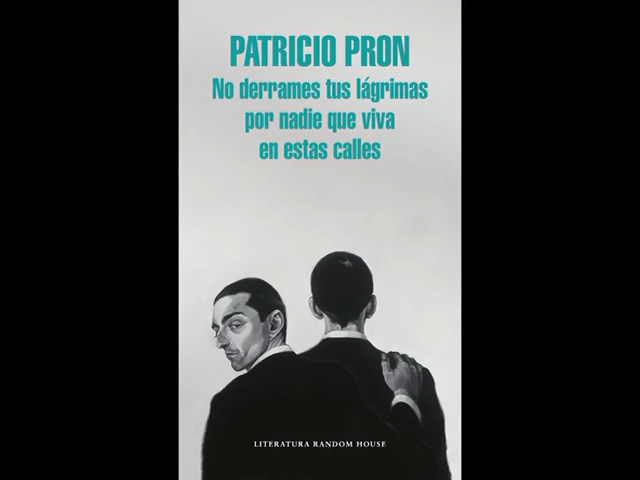 PATRICIO PRON
No derrames tus lágrimas
por nadie que viva
en estas calles
LITERATURA RANDOM HOUSE